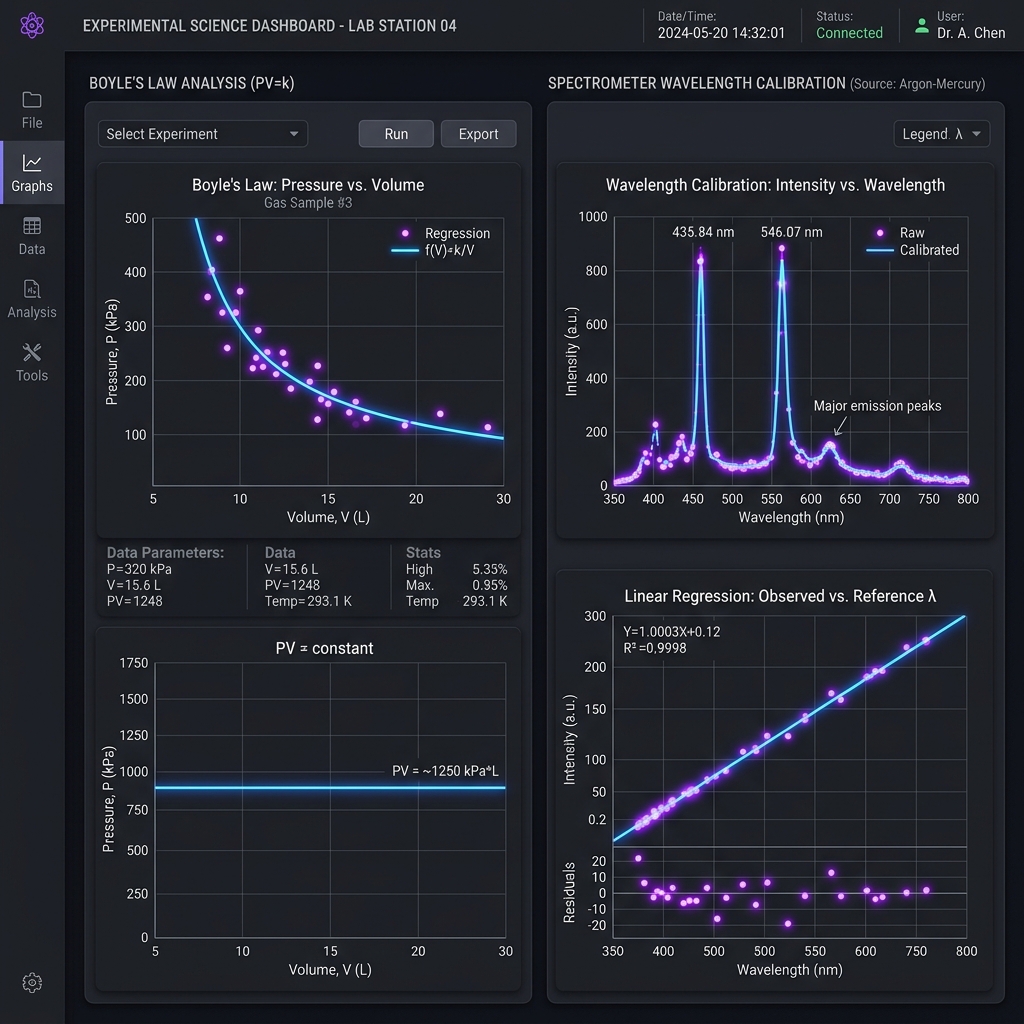 EXPERIMENTAL SCIENCE DASHBOARD - LAB STATION 04
Date/Time:
2024-05-20 14:32:01
Status:
Connected
User:
Dr. A. Chen
File
Graphs
Data
Analysis
Tools
BOYLE'S LAW ANALYSIS (PV=k)
Select Experiment
Run
Export
Boyle's Law: Pressure vs. Volume
Gas Sample #3
Regression
Pressure, P (kPa)
500
400
300
200
100
5 10 15 20 30
Volume, V (L)
Data Parameters:
P=320 kPa
V=15.6 L
PV=1248
Data
V=15.6 L
PV=1248
Temp=293.1 K
Stats
High 5.35%
Max. 0.95%
Temp 293.1 K
PV = constant
Pressure, P (kPa)
1750
1500
1250
1000
750
500
250
0
PV = ~1250 kPa*L
5 10 15 20 30
Volume, V (L)
SPECTROMETER WAVELENGTH CALIBRATION (Source: Argon-Mercury)
Legend. λ
Wavelength Calibration: Intensity vs. Wavelength
435.84 nm
546.07 nm
Raw
Calibrated
Major emission peaks
Intensity (a.u.)
1000
800
600
400
200
0
350 400 450 500 550 600 650 700 750 800
Wavelength (nm)
Linear Regression: Observed vs. Reference λ
Y=1.0003X+0.12
R² =0,9998
Intensity (a.u.)
300
200
150
100
50
0.2
Residuals
20
10
0
-10
-20
350 400 500 500 550 600 750 800
Wavelength (nm)